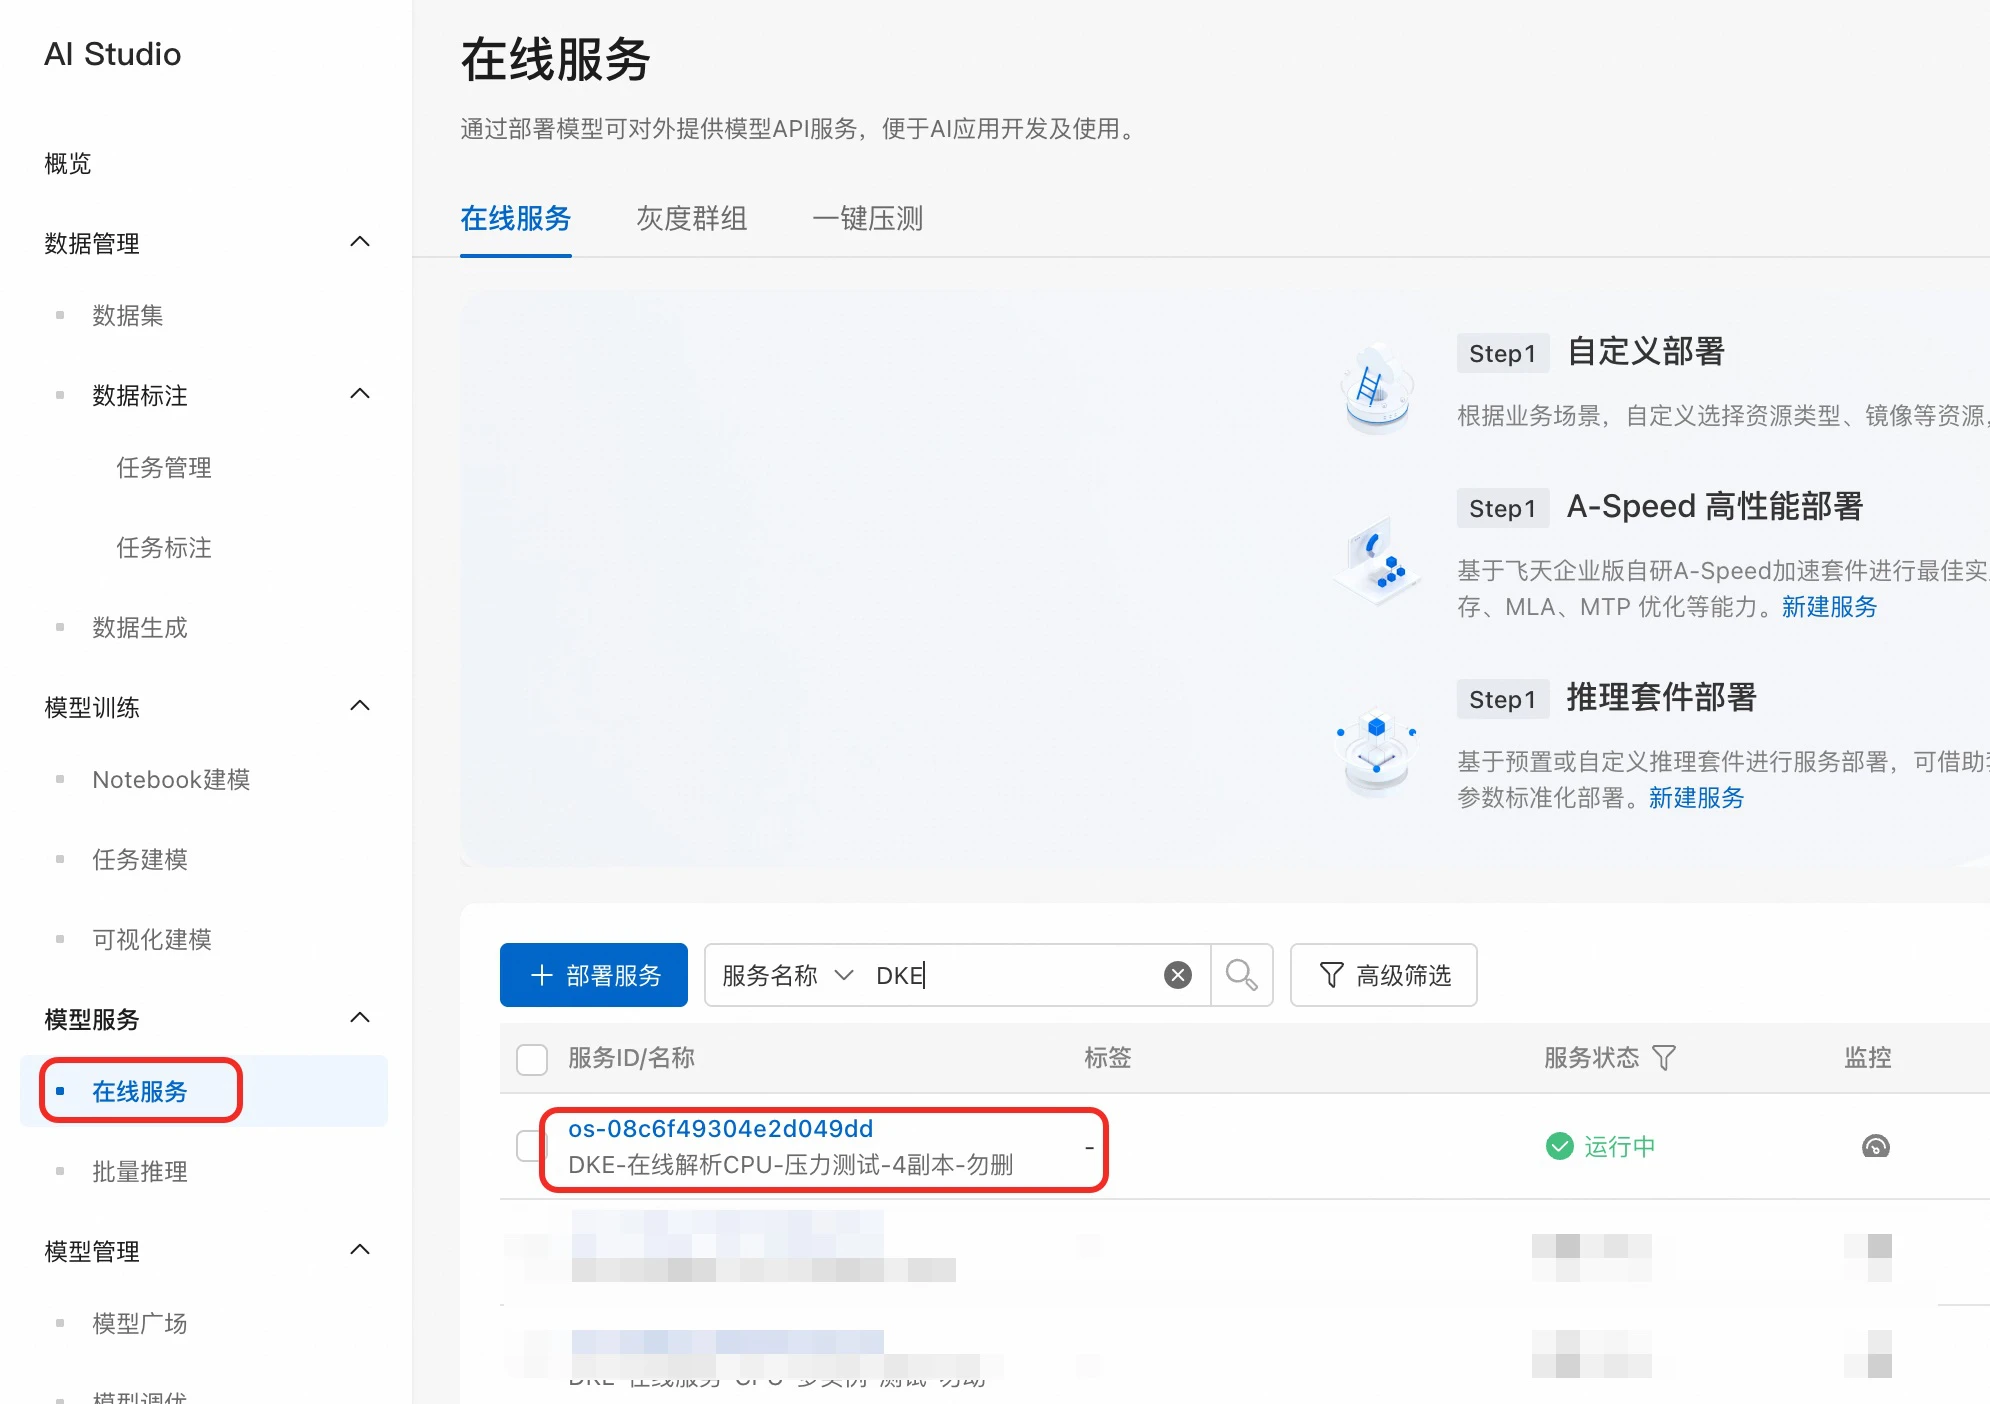 AI Studio
概览
数据管理
数据集
数据标注
任务管理
任务标注
数据生成
模型训练
Notebook建模
任务建模
可视化建模
模型服务
在线服务
批量推理
模型管理
模型广场
模型调优
在线服务
通过部署模型可对外提供模型API服务，便于AI应用开发及使用。
在线服务 灰度群组 一键压测
Step1 自定义部署
根据业务场景，自定义选择资源类型、镜像等资源，
Step1 A-Speed 高性能部署
基于飞天企业版自研A-Speed加速套件进行最佳实
存、MLA、MTP 优化等能力。新建服务
Step1 推理套件部署
基于预置或自定义推理套件进行服务部署，可借助
参数标准化部署。新建服务
部署服务 服务名称 DKE 高级筛选
服务ID/名称 标签 服务状态 监控
os-08c6f49304e2d049dd
DKE-在线解析CPU-压力测试-4副本-勿删 - 运行中